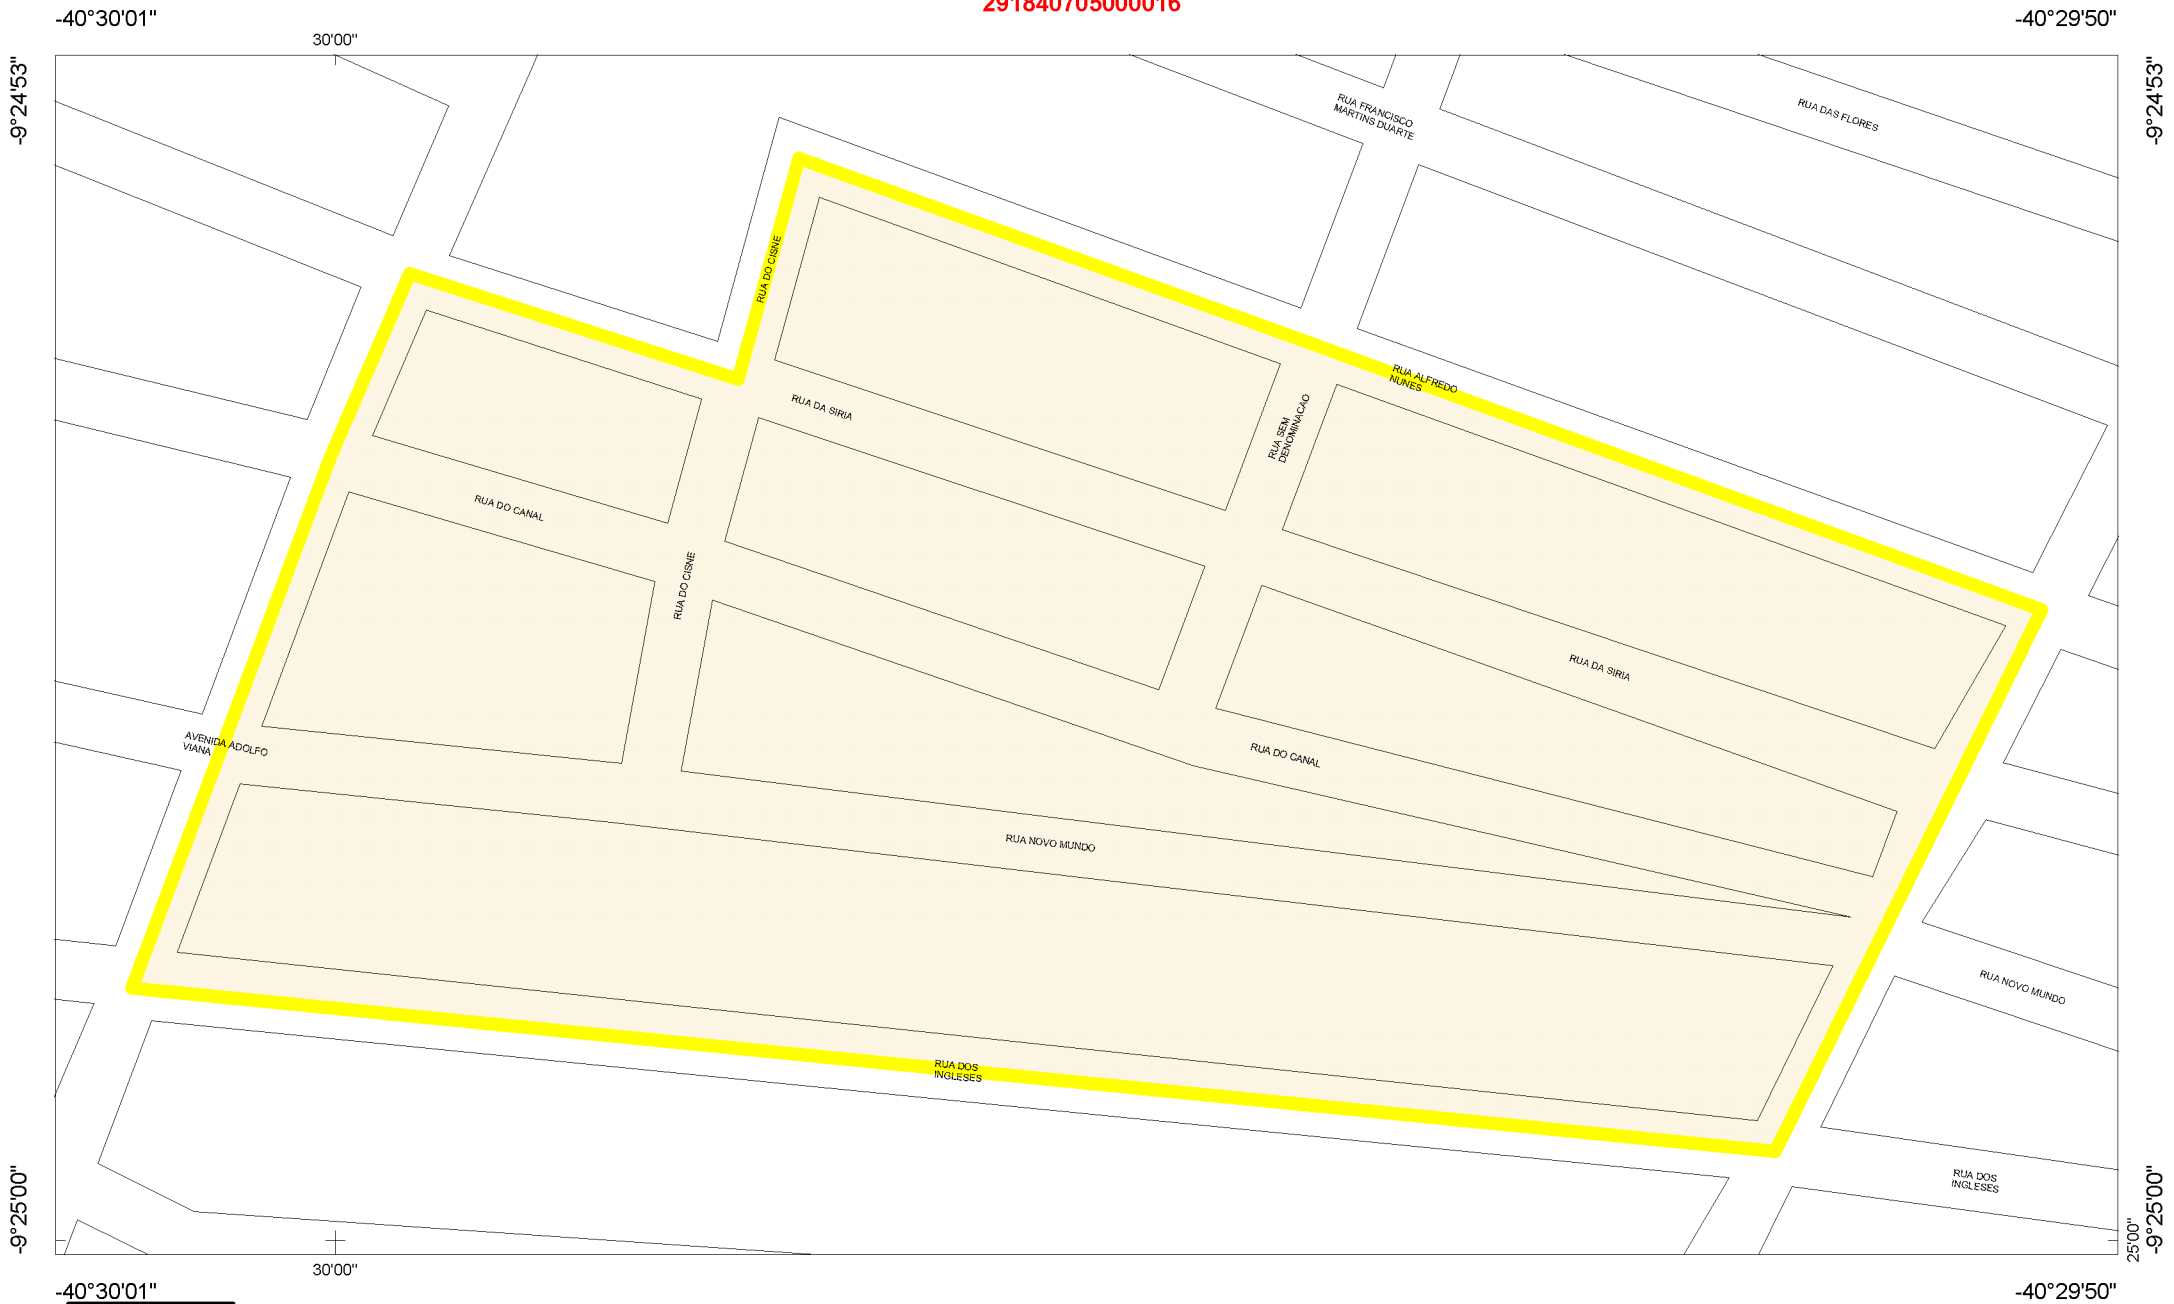 291840705000016
-40°30'01"
-40°29'50"
30'00"
-9°24'53"
-9°24'53"
RUA FRANCISCO
MARTINS DUARTE
RUA DAS FLORES
RUA DO CISNE
RUA ALFREDO
NUNES
RUA DA SIRIA
RUA SEM
DENOMINACAO
RUA DO CANAL
RUA DO CISNE
RUA DA SIRIA
AVENIDA ADOLFO
VIANA
RUA DO CANAL
RUA NOVO MUNDO
RUA NOVO MUNDO
RUA DOS
INGLESES
RUA DOS
INGLESES
-9°25'00"
-9°25'00"
25'00"
30'00"
-40°30'01"
-40°29'50"